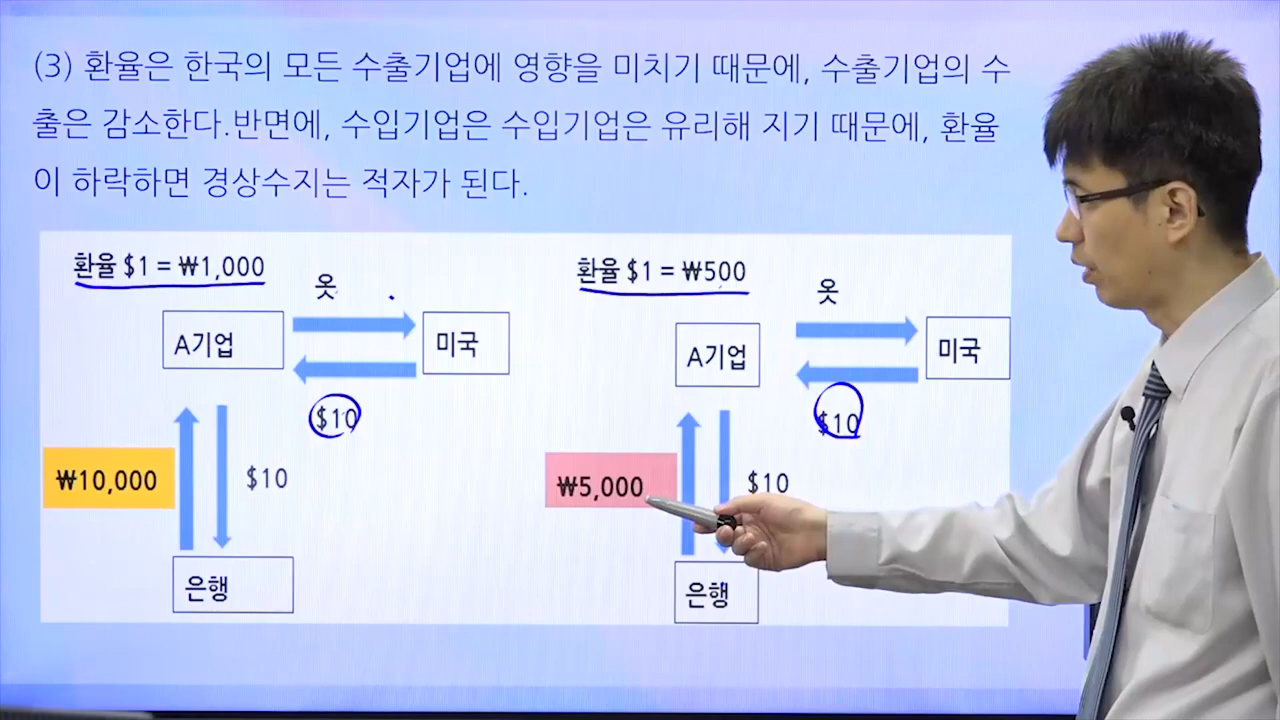 (3) 환율은 한국의 모든 수출기업에 영향을 미치기 때문에, 수출기업의 수
출은 감소한다.반면에, 수입기업은 수입기업은 유리해 지기 때문에, 환율
이 하락하면 경상수지는 적자가 된다.
환율 $1 = ₩1,000
옷
A기업
미국
$10
₩10,000
$10
은행
환율 $1 = ₩500
옷
A기업
미국
$10
₩5,000
$10
은행